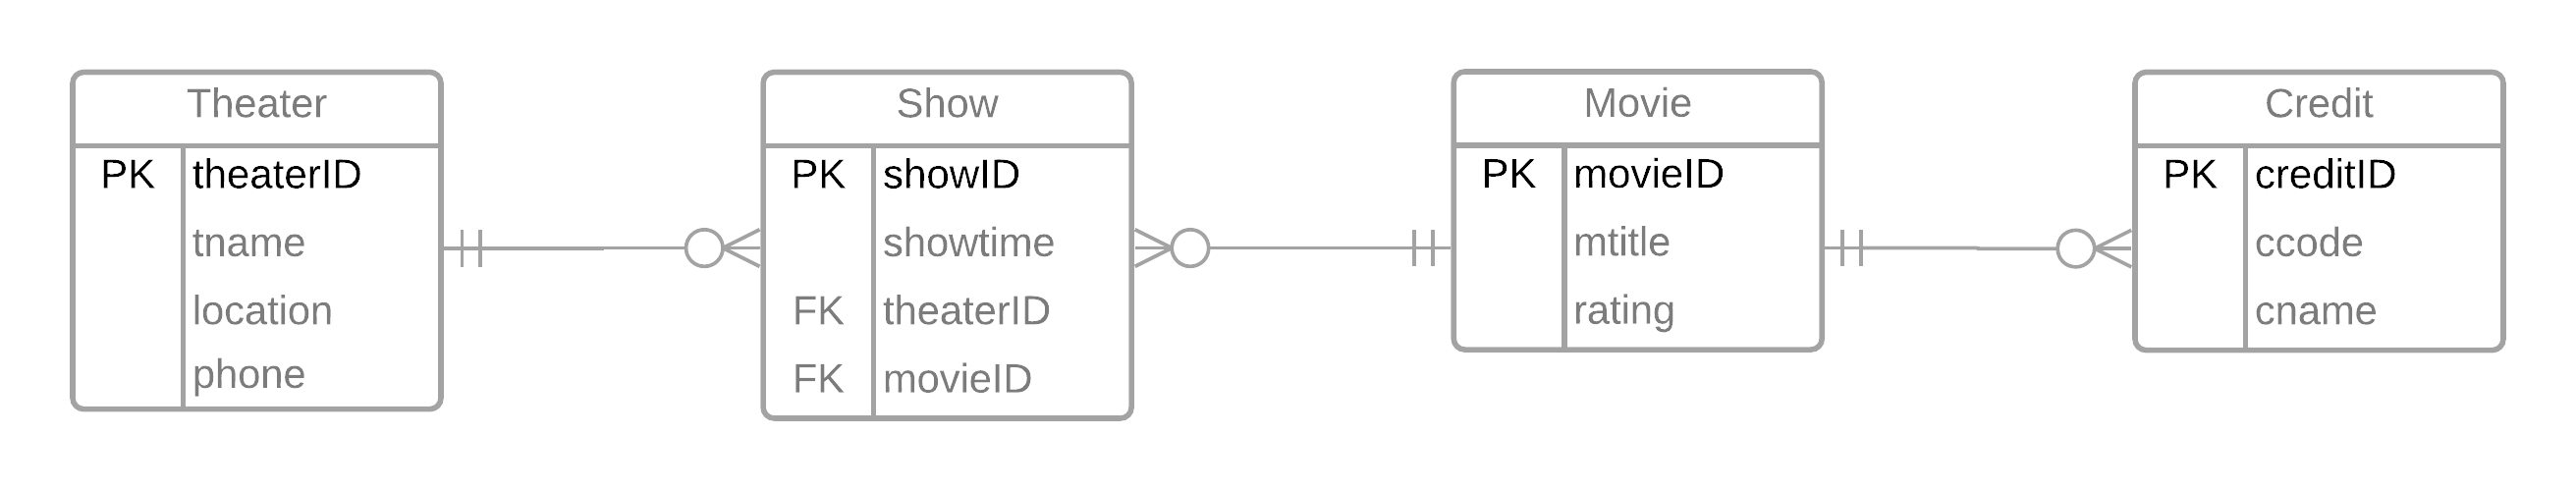 Theater
PK theaterID
tname
location
phone
Show
PK showID
showtime
FK theaterID
FK movieID
Movie
PK movieID
mtitle
rating
Credit
PK creditID
ccode
cname